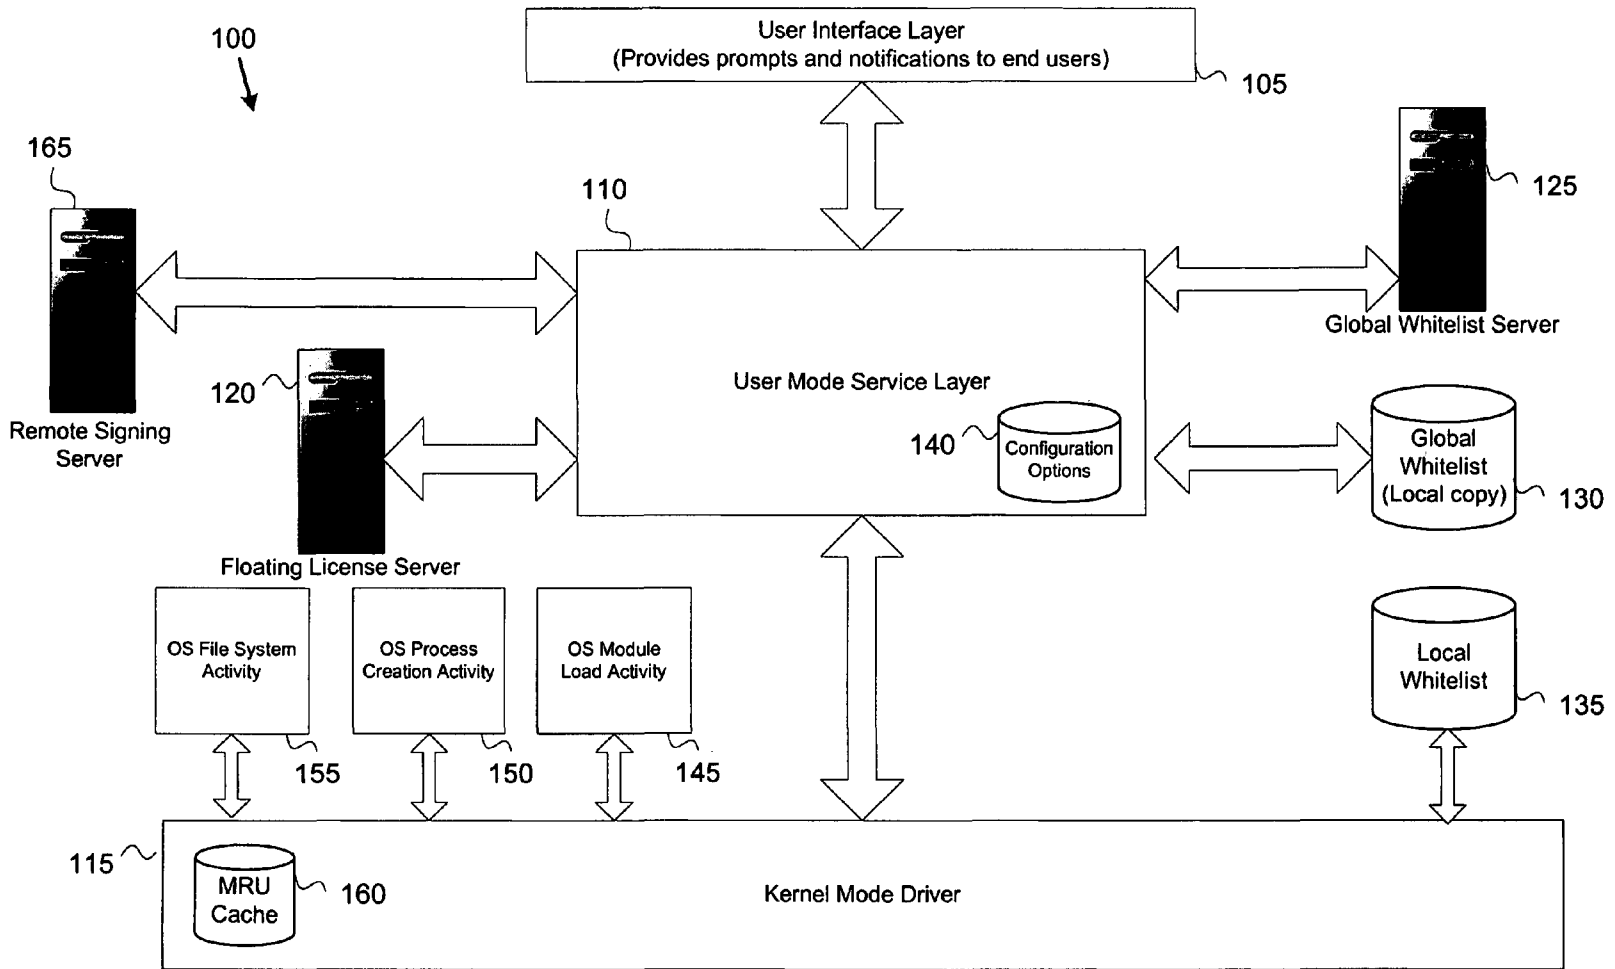 100
User Interface Layer
(Provides prompts and notifications to end users)
105
165
110
125
Global Whitelist Server
120
User Mode Service Layer
Remote Signing
Server
140
Configuration
Options
Global
Whitelist
(Local copy)
130
Floating License Server
OS File System
Activity
OS Process
Creation Activity
OS Module
Load Activity
Local
Whitelist
135
155
150
145
115
MRU
Cache
160
Kernel Mode Driver